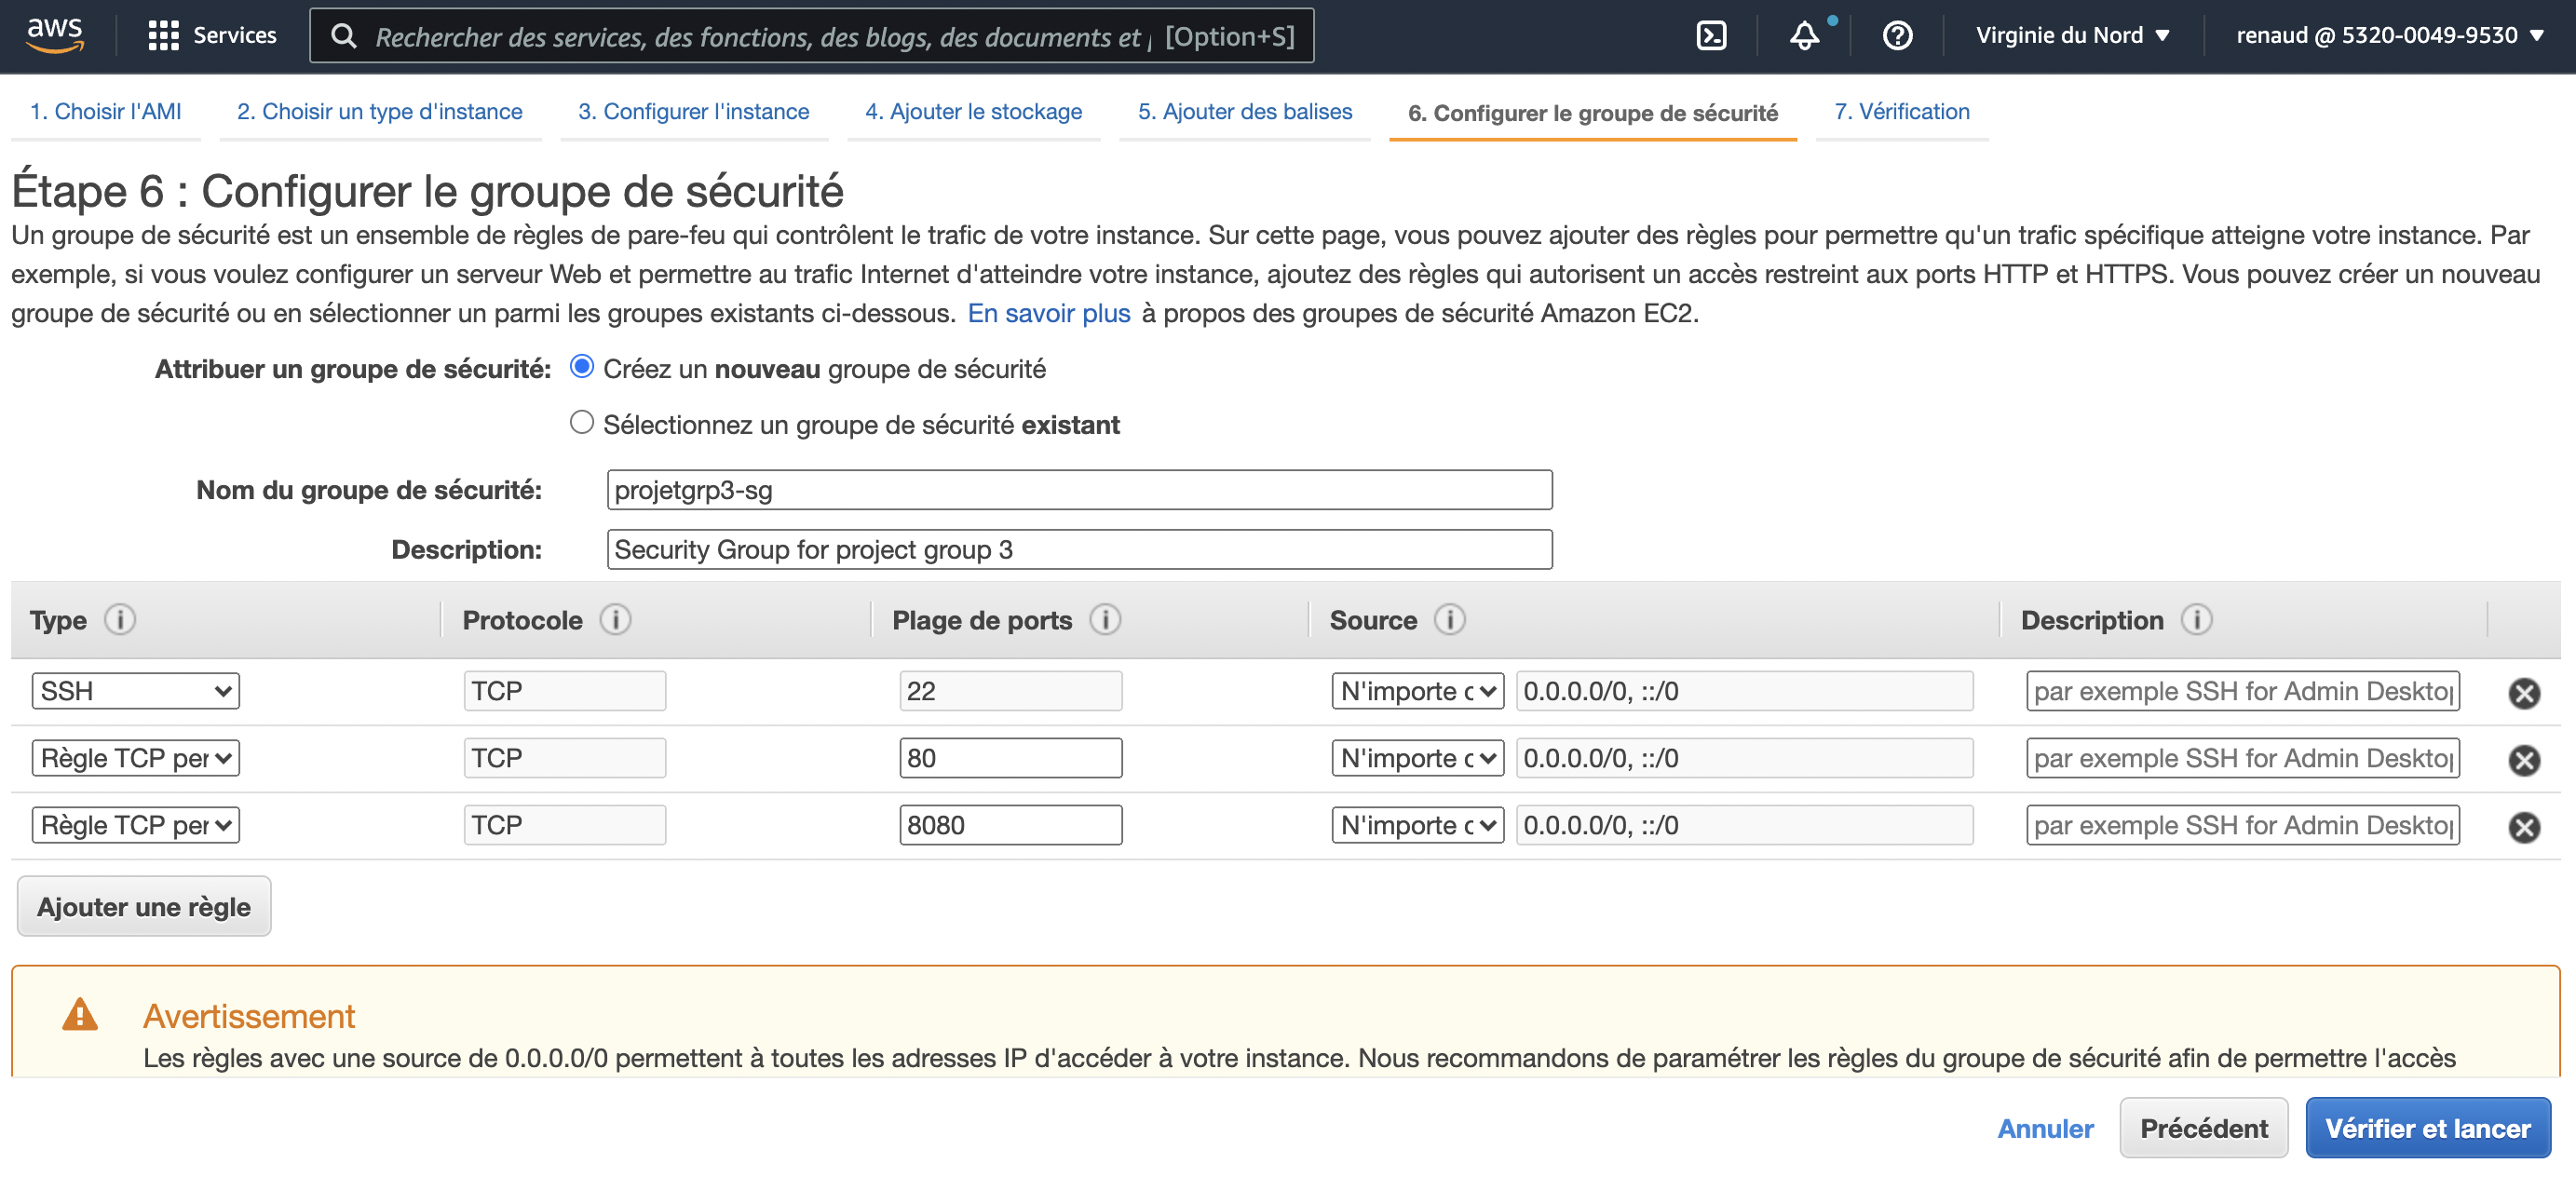 aws
Services
Rechercher des services, des fonctions, des blogs, des documents et
[Option+S]
Virginie du Nord
renaud @ 5320-0049-9530
1. Choisir l'AMI
2. Choisir un type d'instance
3. Configurer l'instance
4. Ajouter le stockage
5. Ajouter des balises
6. Configurer le groupe de sécurité
7. Vérification
Étape 6 : Configurer le groupe de sécurité
Un groupe de sécurité est un ensemble de règles de pare-feu qui contrôlent le trafic de votre instance. Sur cette page, vous pouvez ajouter des règles pour permettre qu'un trafic spécifique atteigne votre instance. Par
exemple, si vous voulez configurer un serveur Web et permettre au trafic Internet d'atteindre votre instance, ajoutez des règles qui autorisent un accès restreint aux ports HTTP et HTTPS. Vous pouvez créer un nouveau
groupe de sécurité ou en sélectionner un parmi les groupes existants ci-dessous. En savoir plus à propos des groupes de sécurité Amazon EC2.
Attribuer un groupe de sécurité: Créez un nouveau groupe de sécurité
Sélectionnez un groupe de sécurité existant
Nom du groupe de sécurité: projetgrp3-sg
Description: Security Group for project group 3
Type Protocole Plage de ports Source Description
SSH TCP 22 N'importe 0.0.0.0/0, ::/0 par exemple SSH for Admin Deskto
Règle TCP per TCP 80 N'importe 0.0.0.0/0, ::/0 par exemple SSH for Admin Deskto
Règle TCP per TCP 8080 N'importe 0.0.0.0/0, ::/0 par exemple SSH for Admin Deskto
Ajouter une règle
Avertissement
Les règles avec une source de 0.0.0.0/0 permettent à toutes les adresses IP d'accéder à votre instance. Nous recommandons de paramétrer les règles du groupe de sécurité afin de permettre l'accès
Annuler
Précédent
Vérifier et lancer